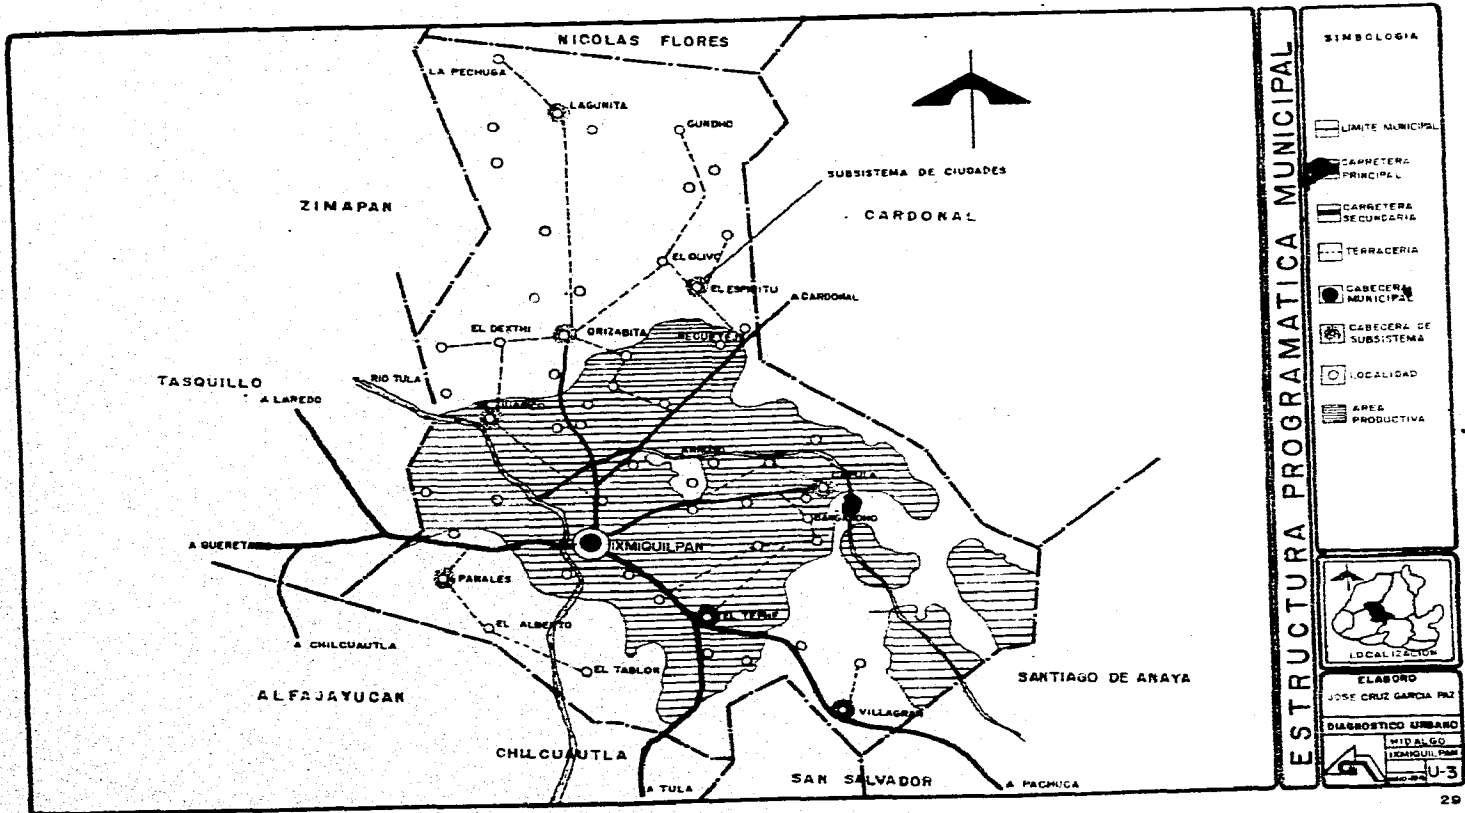 NICOLAS FLORES
LA PECHUGA
LAGUNITA
GUNDHO
ZIMAPAN
SUBSISTEMA DE CIUDADES
CARDONAL
EL OLIVO
EL ESPIRITU
A CARDONAL
EL DEXTHI
ORIZABITA
TASQUILLO
RIO TULA
A LAREDO
A QUERETARO
IXMIQUILPAN
PANALES
EL TEPHE
EL ALBERTO
A CHILCUAUTLA
EL TABLON
ALFAJAYUCAN
SANTIAGO DE ANAYA
VILLAGRAN
CHILCUAUTLA
SAN SALVADOR
A TULA
A PACHUCA
ESTRUCTURA PROGRAMATICA MUNICIPAL
SIMBOLOGIA
LIMITE MUNICIPAL
CARRETERA
PRINCIPAL
CARRETERA
SECUNDARIA
TERRACERIA
CABECERA
MUNICIPAL
CABECERA DE
SUBSISTEMA
LOCALIDAD
AREA
PRODUCTIVA
LOCALIZACION
ELABORO
JOSE CRUZ GARCIA PAZ
DIAGNOSTICO URBANO
HIDALGO
IXMIQUILPAN
U-3
29